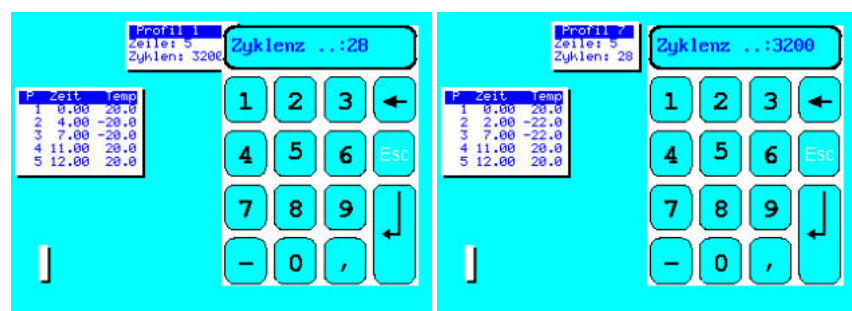 Profil 1
Zeile: 5
Zyklen: 3200
Zyklenz ..:28
P Zeit Temp
1 0.00 20.0
2 4.00 -20.0
3 7.00 -20.0
4 11.00 20.0
5 12.00 20.0
1 2 3 ←
4 5 6 Esc
7 8 9
- 0 ,
Profil 7
Zeile: 5
Zyklen: 28
Zyklenz ..:3200
P Zeit Temp
1 0.00 20.0
2 2.00 -22.0
3 7.00 -22.0
4 11.00 20.0
5 12.00 20.0
1 2 3 ←
4 5 6 Esc
7 8 9
- 0 ,